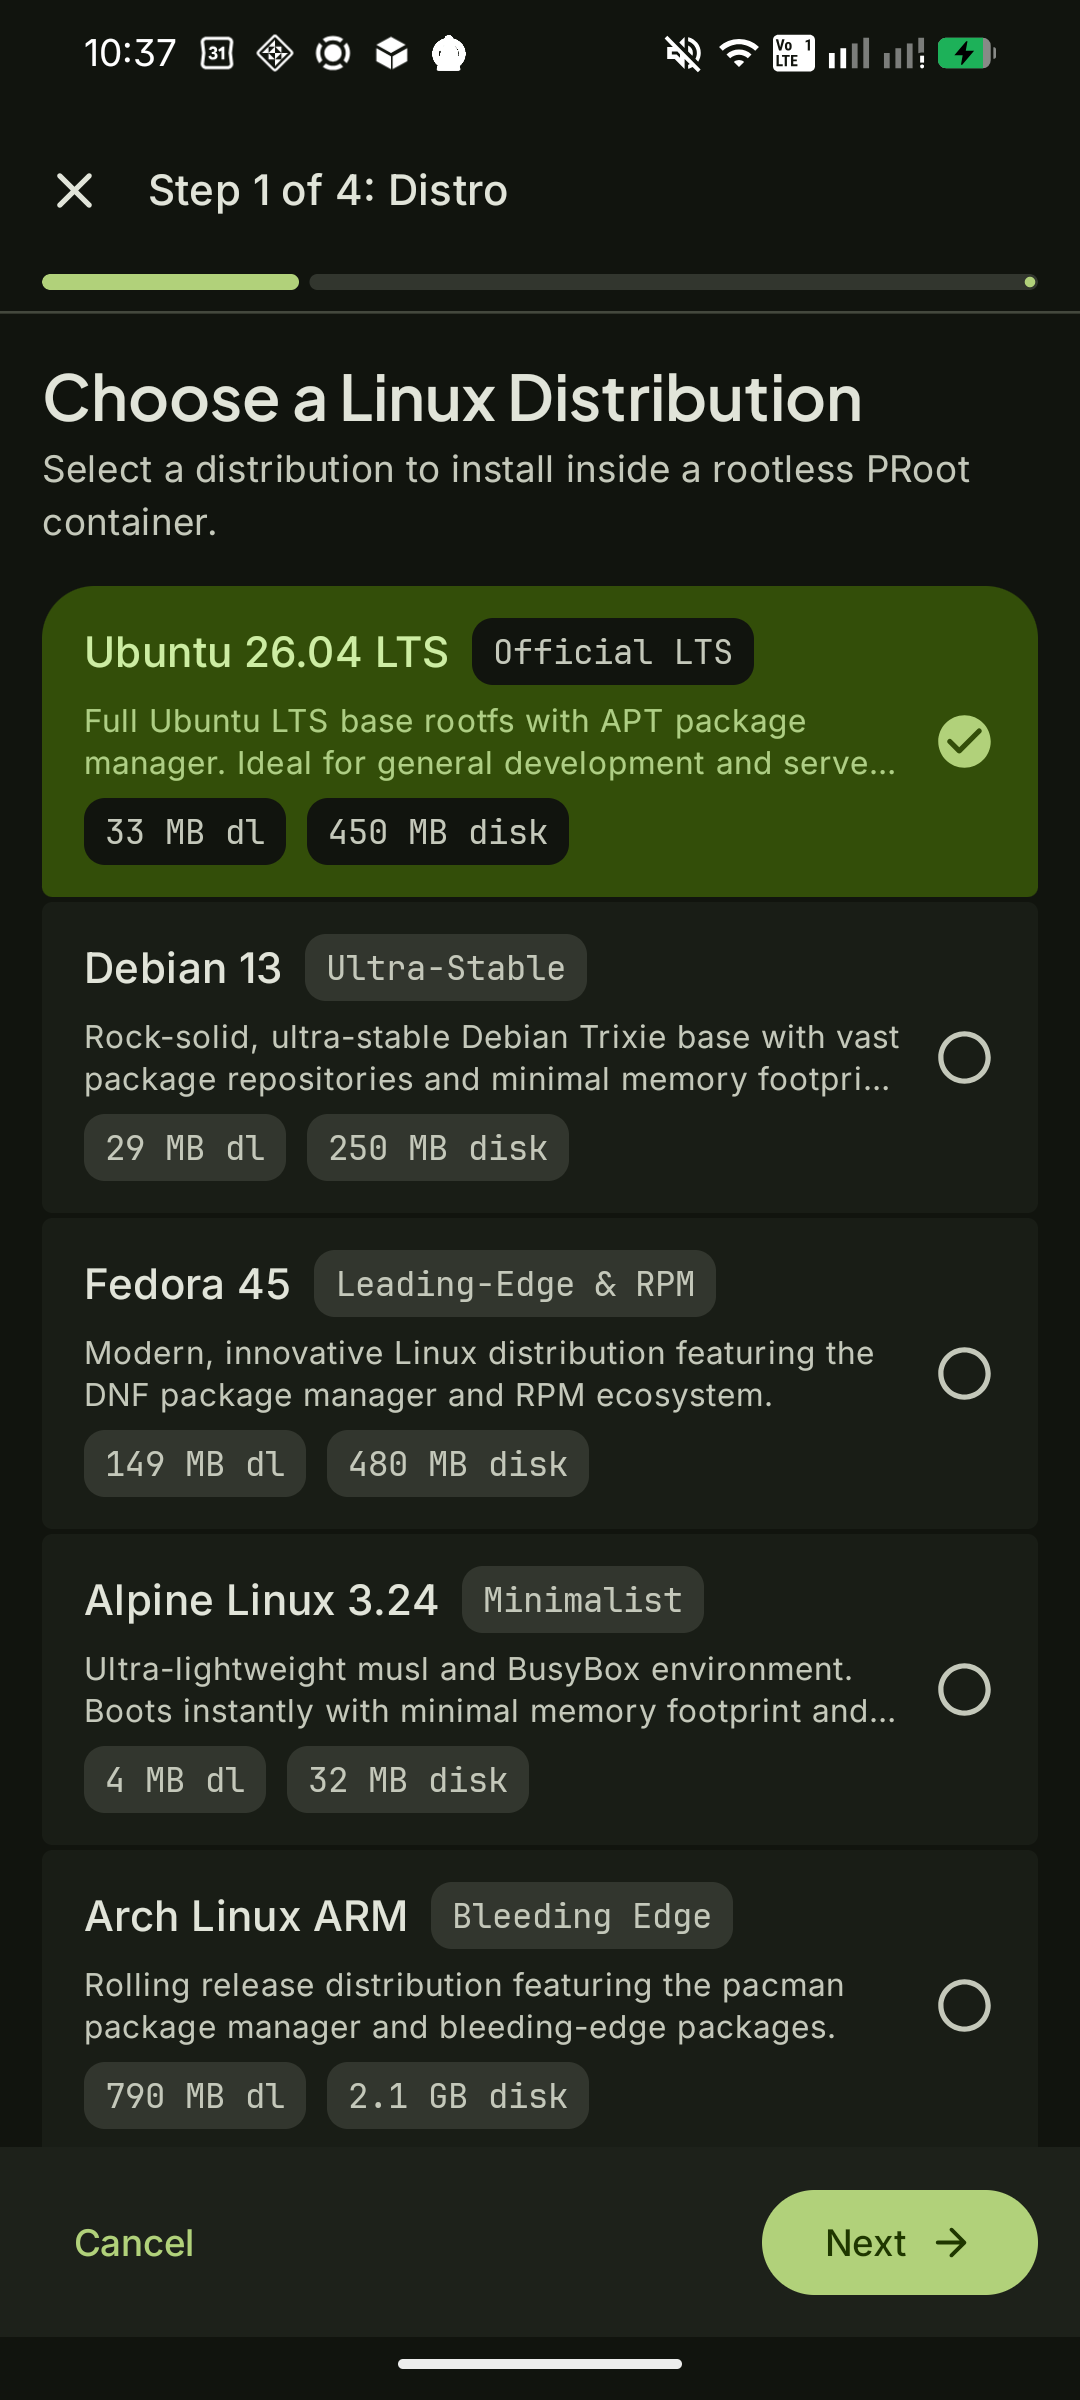 10:37
31
Vo 1
LTE
Step 1 of 4: Distro
Choose a Linux Distribution
Select a distribution to install inside a rootless PRoot
container.
Ubuntu 26.04 LTS Official LTS
Full Ubuntu LTS base rootfs with APT package
manager. Ideal for general development and serve...
33 MB dl 450 MB disk
Debian 13 Ultra-Stable
Rock-solid, ultra-stable Debian Trixie base with vast
package repositories and minimal memory footpri...
29 MB dl 250 MB disk
Fedora 45 Leading-Edge & RPM
Modern, innovative Linux distribution featuring the
DNF package manager and RPM ecosystem.
149 MB dl 480 MB disk
Alpine Linux 3.24 Minimalist
Ultra-lightweight musl and BusyBox environment.
Boots instantly with minimal memory footprint and...
4 MB dl 32 MB disk
Arch Linux ARM Bleeding Edge
Rolling release distribution featuring the pacman
package manager and bleeding-edge packages.
790 MB dl 2.1 GB disk
Cancel
Next